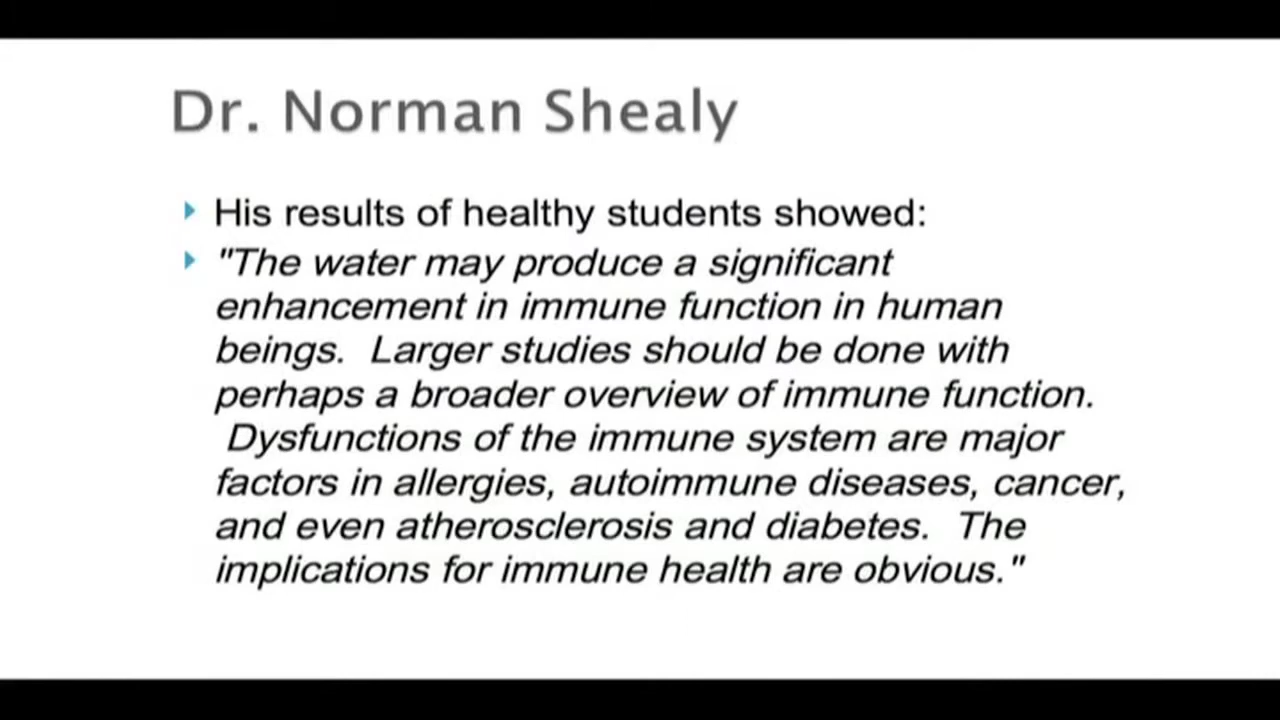 Dr. Norman Shealy
His results of healthy students showed:
"The water may produce a significant
enhancement in immune function in human
beings.  Larger studies should be done with
perhaps a broader overview of immune function.
Dysfunctions of the immune system are major
factors in allergies, autoimmune diseases, cancer,
and even atherosclerosis and diabetes.  The
implications for immune health are obvious."